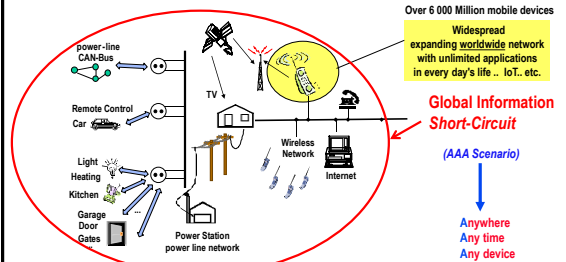 Over 6 000 Million mobile devices
Widespread
expanding worldwide network
with unlimited applications
in every day's life .. IoT.. etc.
power-line
CAN-Bus
TV
Remote Control
Car
Global Information
Short-Circuit
Wireless
Network
Internet
(AAA Scenario)
Light
Heating
Kitchen
...
Garage
Door
Gates
Power Station
power line network
Anywhere
Any time
Any device